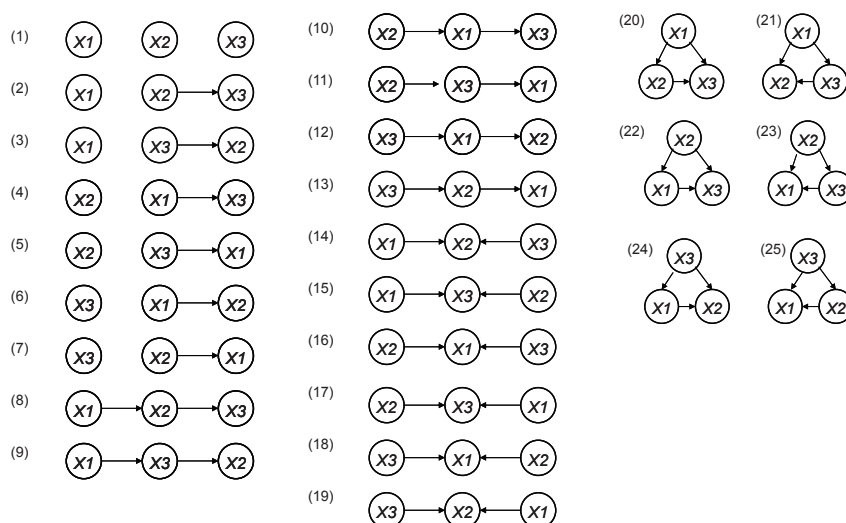 (1) X1 X2 X3
(2) X1 X2 X3
(3) X1 X3 X2
(4) X2 X1 X3
(5) X2 X3 X1
(6) X3 X1 X2
(7) X3 X2 X1
(8) X1 X2 X3
(9) X1 X3 X2
(10) X2 X1 X3
(11) X2 X3 X1
(12) X3 X1 X2
(13) X3 X2 X1
(14) X1 X2 X3
(15) X1 X3 X2
(16) X2 X1 X3
(17) X2 X3 X1
(18) X3 X1 X2
(19) X3 X2 X1
(20) X1
X2 X3
(21) X1
X2 X3
(22) X2
X1 X3
(23) X2
X1 X3
(24) X3
X1 X2
(25) X3
X1 X2